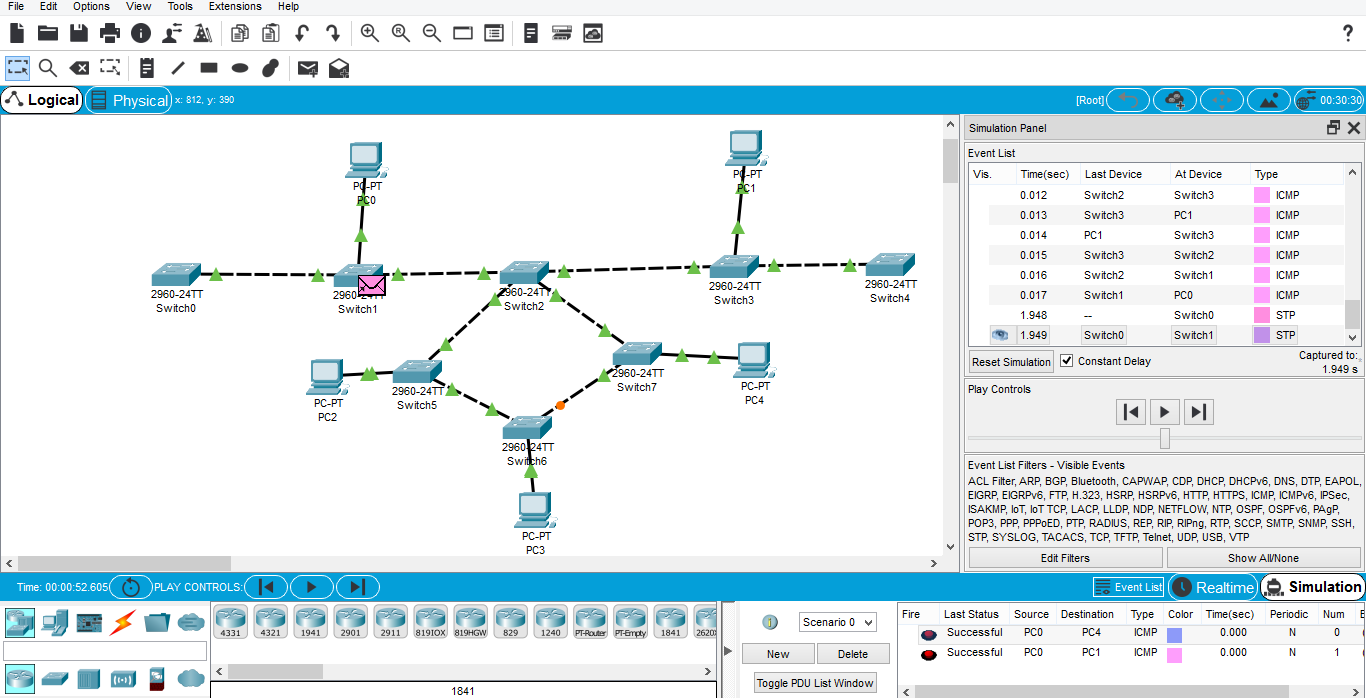 File Edit Options View Tools Extensions Help
?
Logical Physical x: 812, y: 390 [Root] 00:30:30
PC-PT
PC0
PC-PT
PC1
2960-24TT
Switch0
2960-24TT
Switch1
2960-24TT
Switch2
2960-24TT
Switch3
2960-24TT
Switch4
2960-24TT
Switch5
2960-24TT
Switch7
PC-PT
PC2
PC-PT
PC4
2960-24TT
Switch6
PC-PT
PC3
Simulation Panel
Event List
Vis. Time(sec) Last Device At Device Type
0.012 Switch2 Switch3 ICMP
0.013 Switch3 PC1 ICMP
0.014 PC1 Switch3 ICMP
0.015 Switch3 Switch2 ICMP
0.016 Switch2 Switch1 ICMP
0.017 Switch1 PC0 ICMP
1.948 -- Switch0 STP
1.949 Switch0 Switch1 STP
Reset Simulation Constant Delay Captured to:
1.949 s
Play Controls
Event List Filters - Visible Events
ACL Filter, ARP, BGP, Bluetooth, CAPWAP, CDP, DHCP, DHCPv6, DNS, DTP, EAPOL,
EIGRP, EIGRPv6, FTP, H.323, HSRP, HSRPv6, HTTP, HTTPS, ICMP, ICMPv6, IPSec,
ISAKMP, IoT, IoT TCP, LACP, LLDP, NDP, NETFLOW, NTP, OSPF, OSPFv6, PAgP,
POP3, PPP, PPPoED, PTP, RADIUS, REP, RIP, RIPng, RTP, SCCP, SMTP, SNMP, SSH,
STP, SYSLOG, TACACS, TCP, TFTP, Telnet, UDP, USB, VTP
Edit Filters Show All/None
Time: 00:00:52.605 PLAY CONTROLS: Event List Realtime Simulation
4331 4321 1941 2901 2911 819IOX 819HGW 829 1240 PT-Router PT-Empty 1841 2620X
1841
Scenario 0
New Delete
Toggle PDU List Window
Fire Last Status Source Destination Type Color Time(sec) Periodic Num E
Successful PC0 PC4 ICMP 0.000 N 0
Successful PC0 PC1 ICMP 0.000 N 1